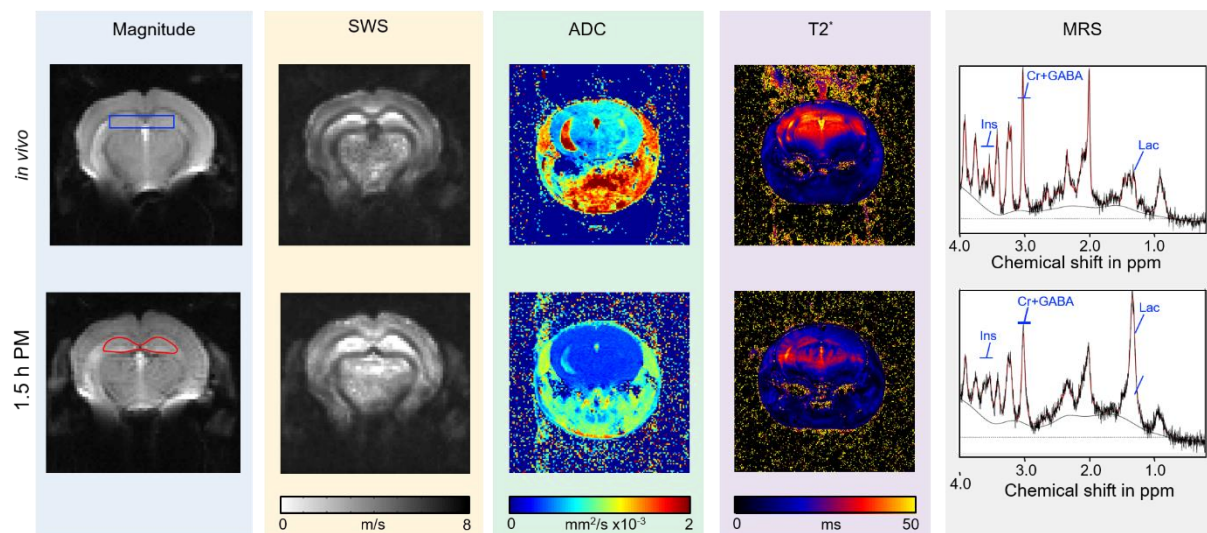 Magnitude
SWS
ADC
T2*
MRS
in vivo
Cr+GABA
Ins
Lac
4.0 3.0 2.0 1.0
Chemical shift in ppm
1.5 h PM
Cr+GABA
Lac
Ins
3.0 2.0 1.0
4.0
Chemical shift in ppm
0 m/s 8
0 mm²/s x10⁻³ 2
0 ms 50